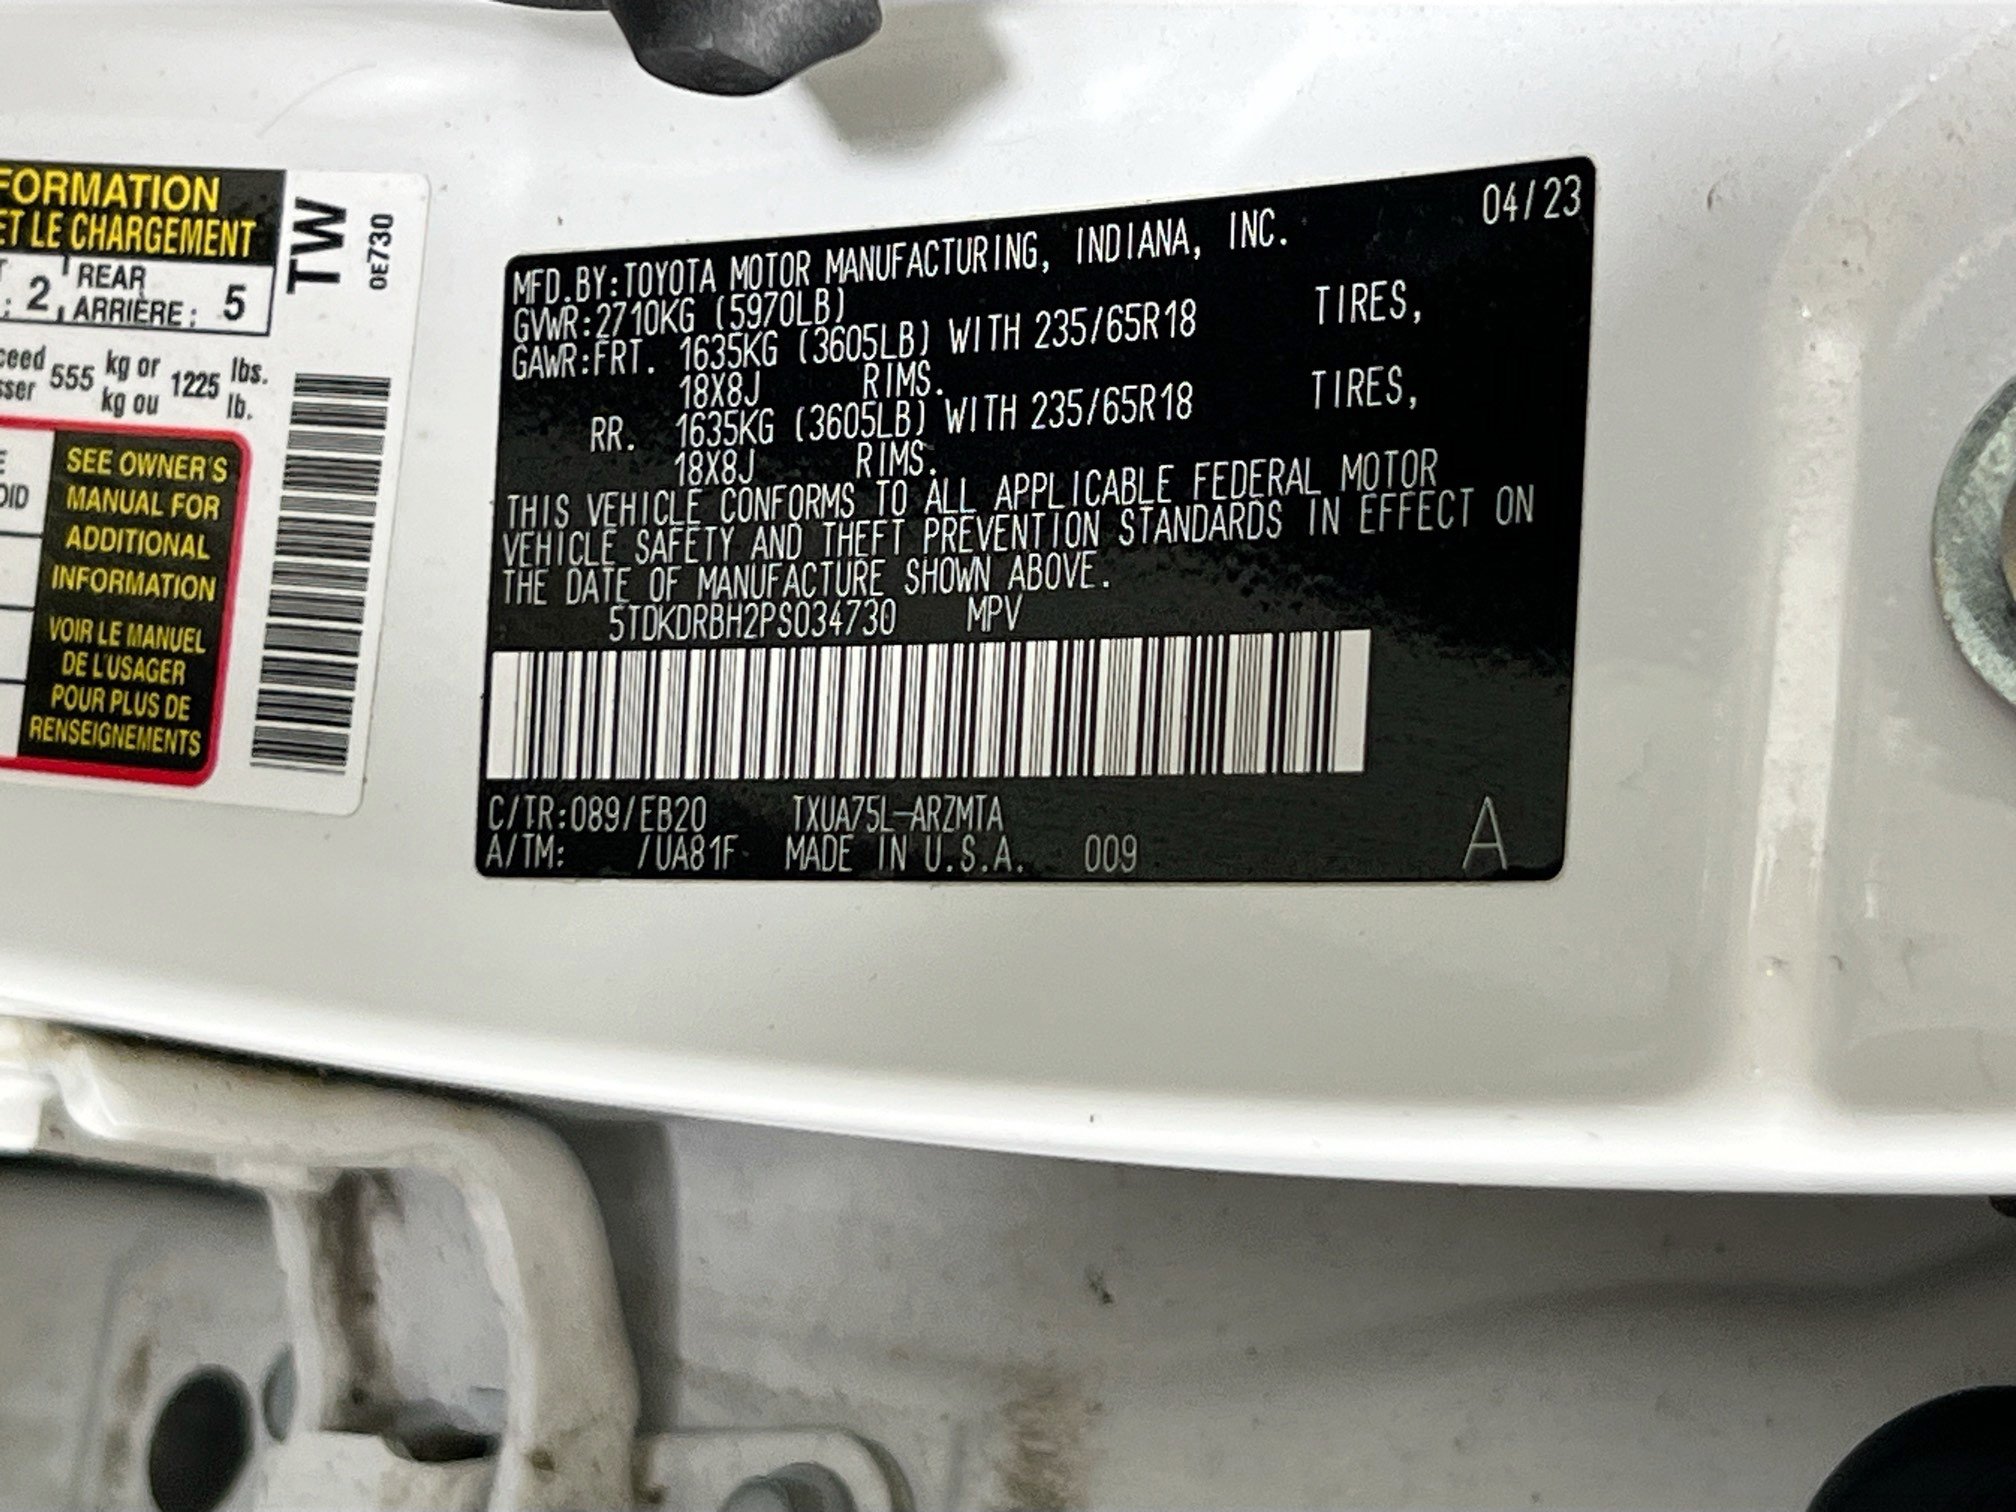 FORMATION
ET LE CHARGEMENT
: 2
REAR
ARRIÈRE : 5
TW
0E730
kg or
555
1225
lbs.
kg ou
lb.
SEE OWNER'S
MANUAL FOR
ADDITIONAL
INFORMATION
VOIR LE MANUEL
DE L'USAGER
POUR PLUS DE
RENSEIGNEMENTS
04/23
MFD.BY:TOYOTA MOTOR MANUFACTURING, INDIANA, INC.
GVWR:2710KG (5970LB)
GAWR:FRT. 1635KG (3605LB) WITH 235/65R18 TIRES,
18X8J RIMS.
RR. 1635KG (3605LB) WITH 235/65R18 TIRES,
18X8J RIMS.
THIS VEHICLE CONFORMS TO ALL APPLICABLE FEDERAL MOTOR
VEHICLE SAFETY AND THEFT PREVENTION STANDARDS IN EFFECT ON
THE DATE OF MANUFACTURE SHOWN ABOVE.
5TDKDRBH2PS034730 MPV
C/TR:089/EB20 TXUA75L-ARZMTA
A/TM: /UA81F MADE IN U.S.A. 009
A